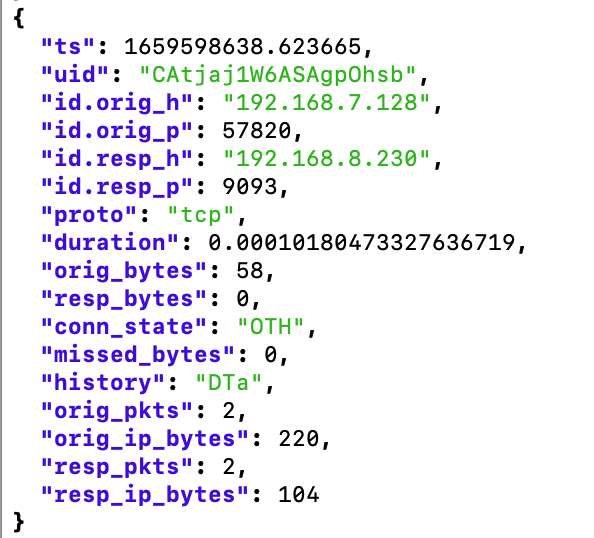 {
"ts": 1659598638.623665,
"uid": "CAtjaj1W6ASAgpOhsb",
"id.orig_h": "192.168.7.128",
"id.orig_p": 57820,
"id.resp_h": "192.168.8.230",
"id.resp_p": 9093,
"proto": "tcp",
"duration": 0.00010180473327636719,
"orig_bytes": 58,
"resp_bytes": 0,
"conn_state": "OTH",
"missed_bytes": 0,
"history": "DTa",
"orig_pkts": 2,
"orig_ip_bytes": 220,
"resp_pkts": 2,
"resp_ip_bytes": 104
}